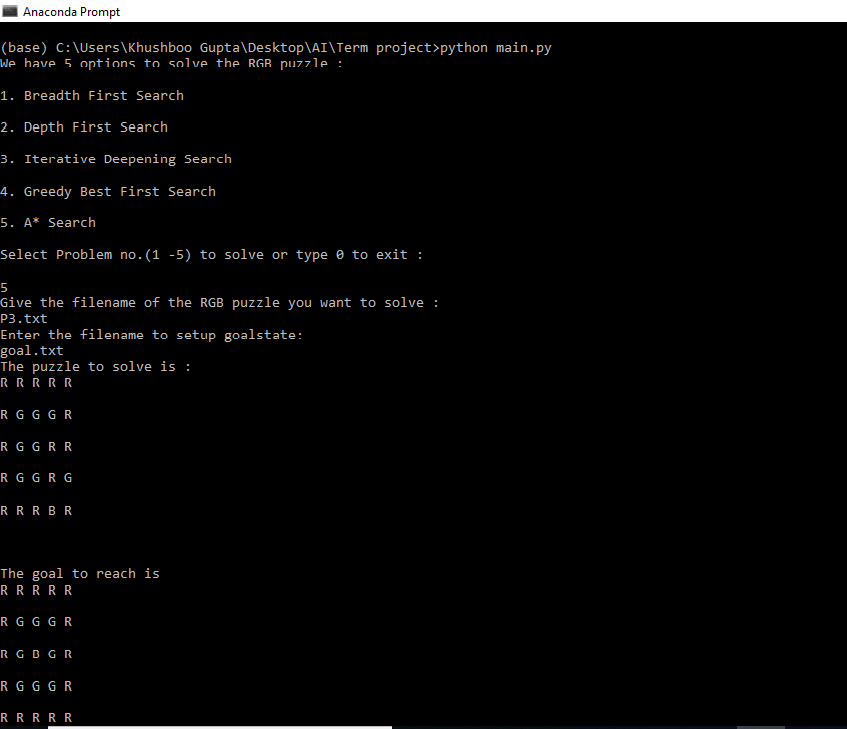 Anaconda Prompt
(base) C:\Users\Khushboo Gupta\Desktop\AI\Term project>python main.py
We have 5 options to solve the RGB puzzle :
1. Breadth First Search
2. Depth First Search
3. Iterative Deepening Search
4. Greedy Best First Search
5. A* Search
Select Problem no.(1 -5) to solve or type 0 to exit :
5
Give the filename of the RGB puzzle you want to solve :
P3.txt
Enter the filename to setup goalstate:
goal.txt
The puzzle to solve is :
R R R R R
R G G G R
R G G R R
R G G R G
R R R B R
The goal to reach is
R R R R R
R G G G R
R G B G R
R G G G R
R R R R R